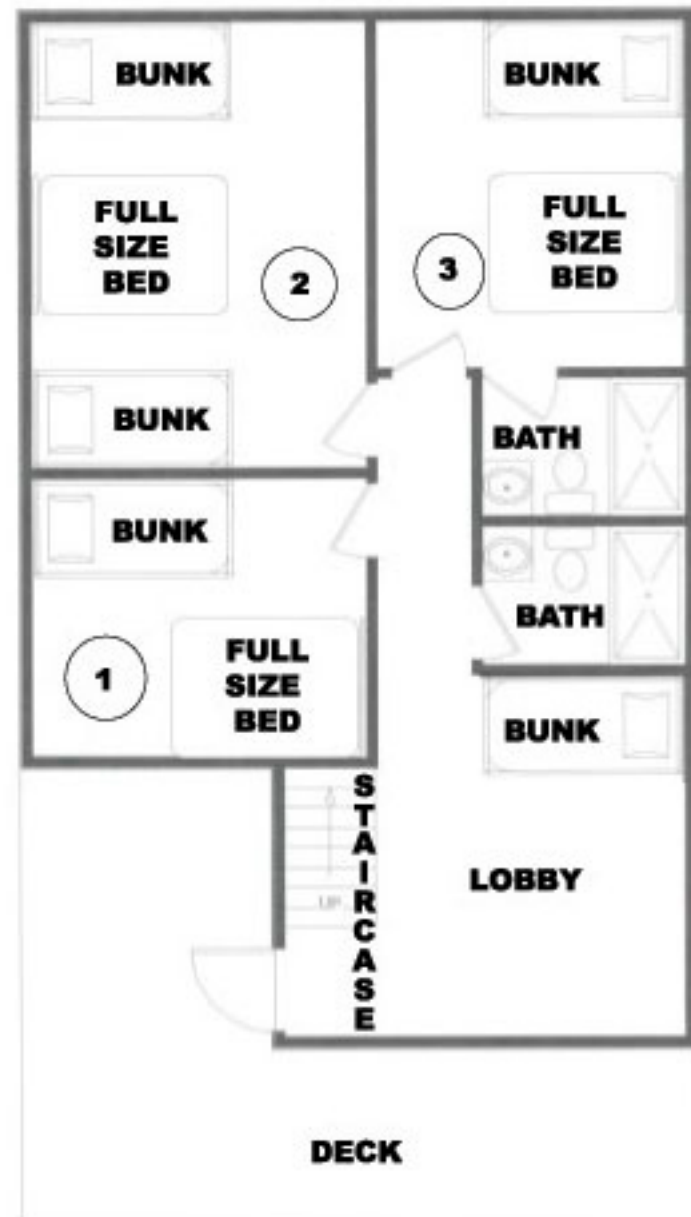 BUNK
BUNK
FULL
SIZE
BED
FULL
SIZE
BED
2
3
BUNK
BATH
BUNK
BATH
1
FULL
SIZE
BED
BUNK
STAIRCASE
UP
LOBBY
DECK